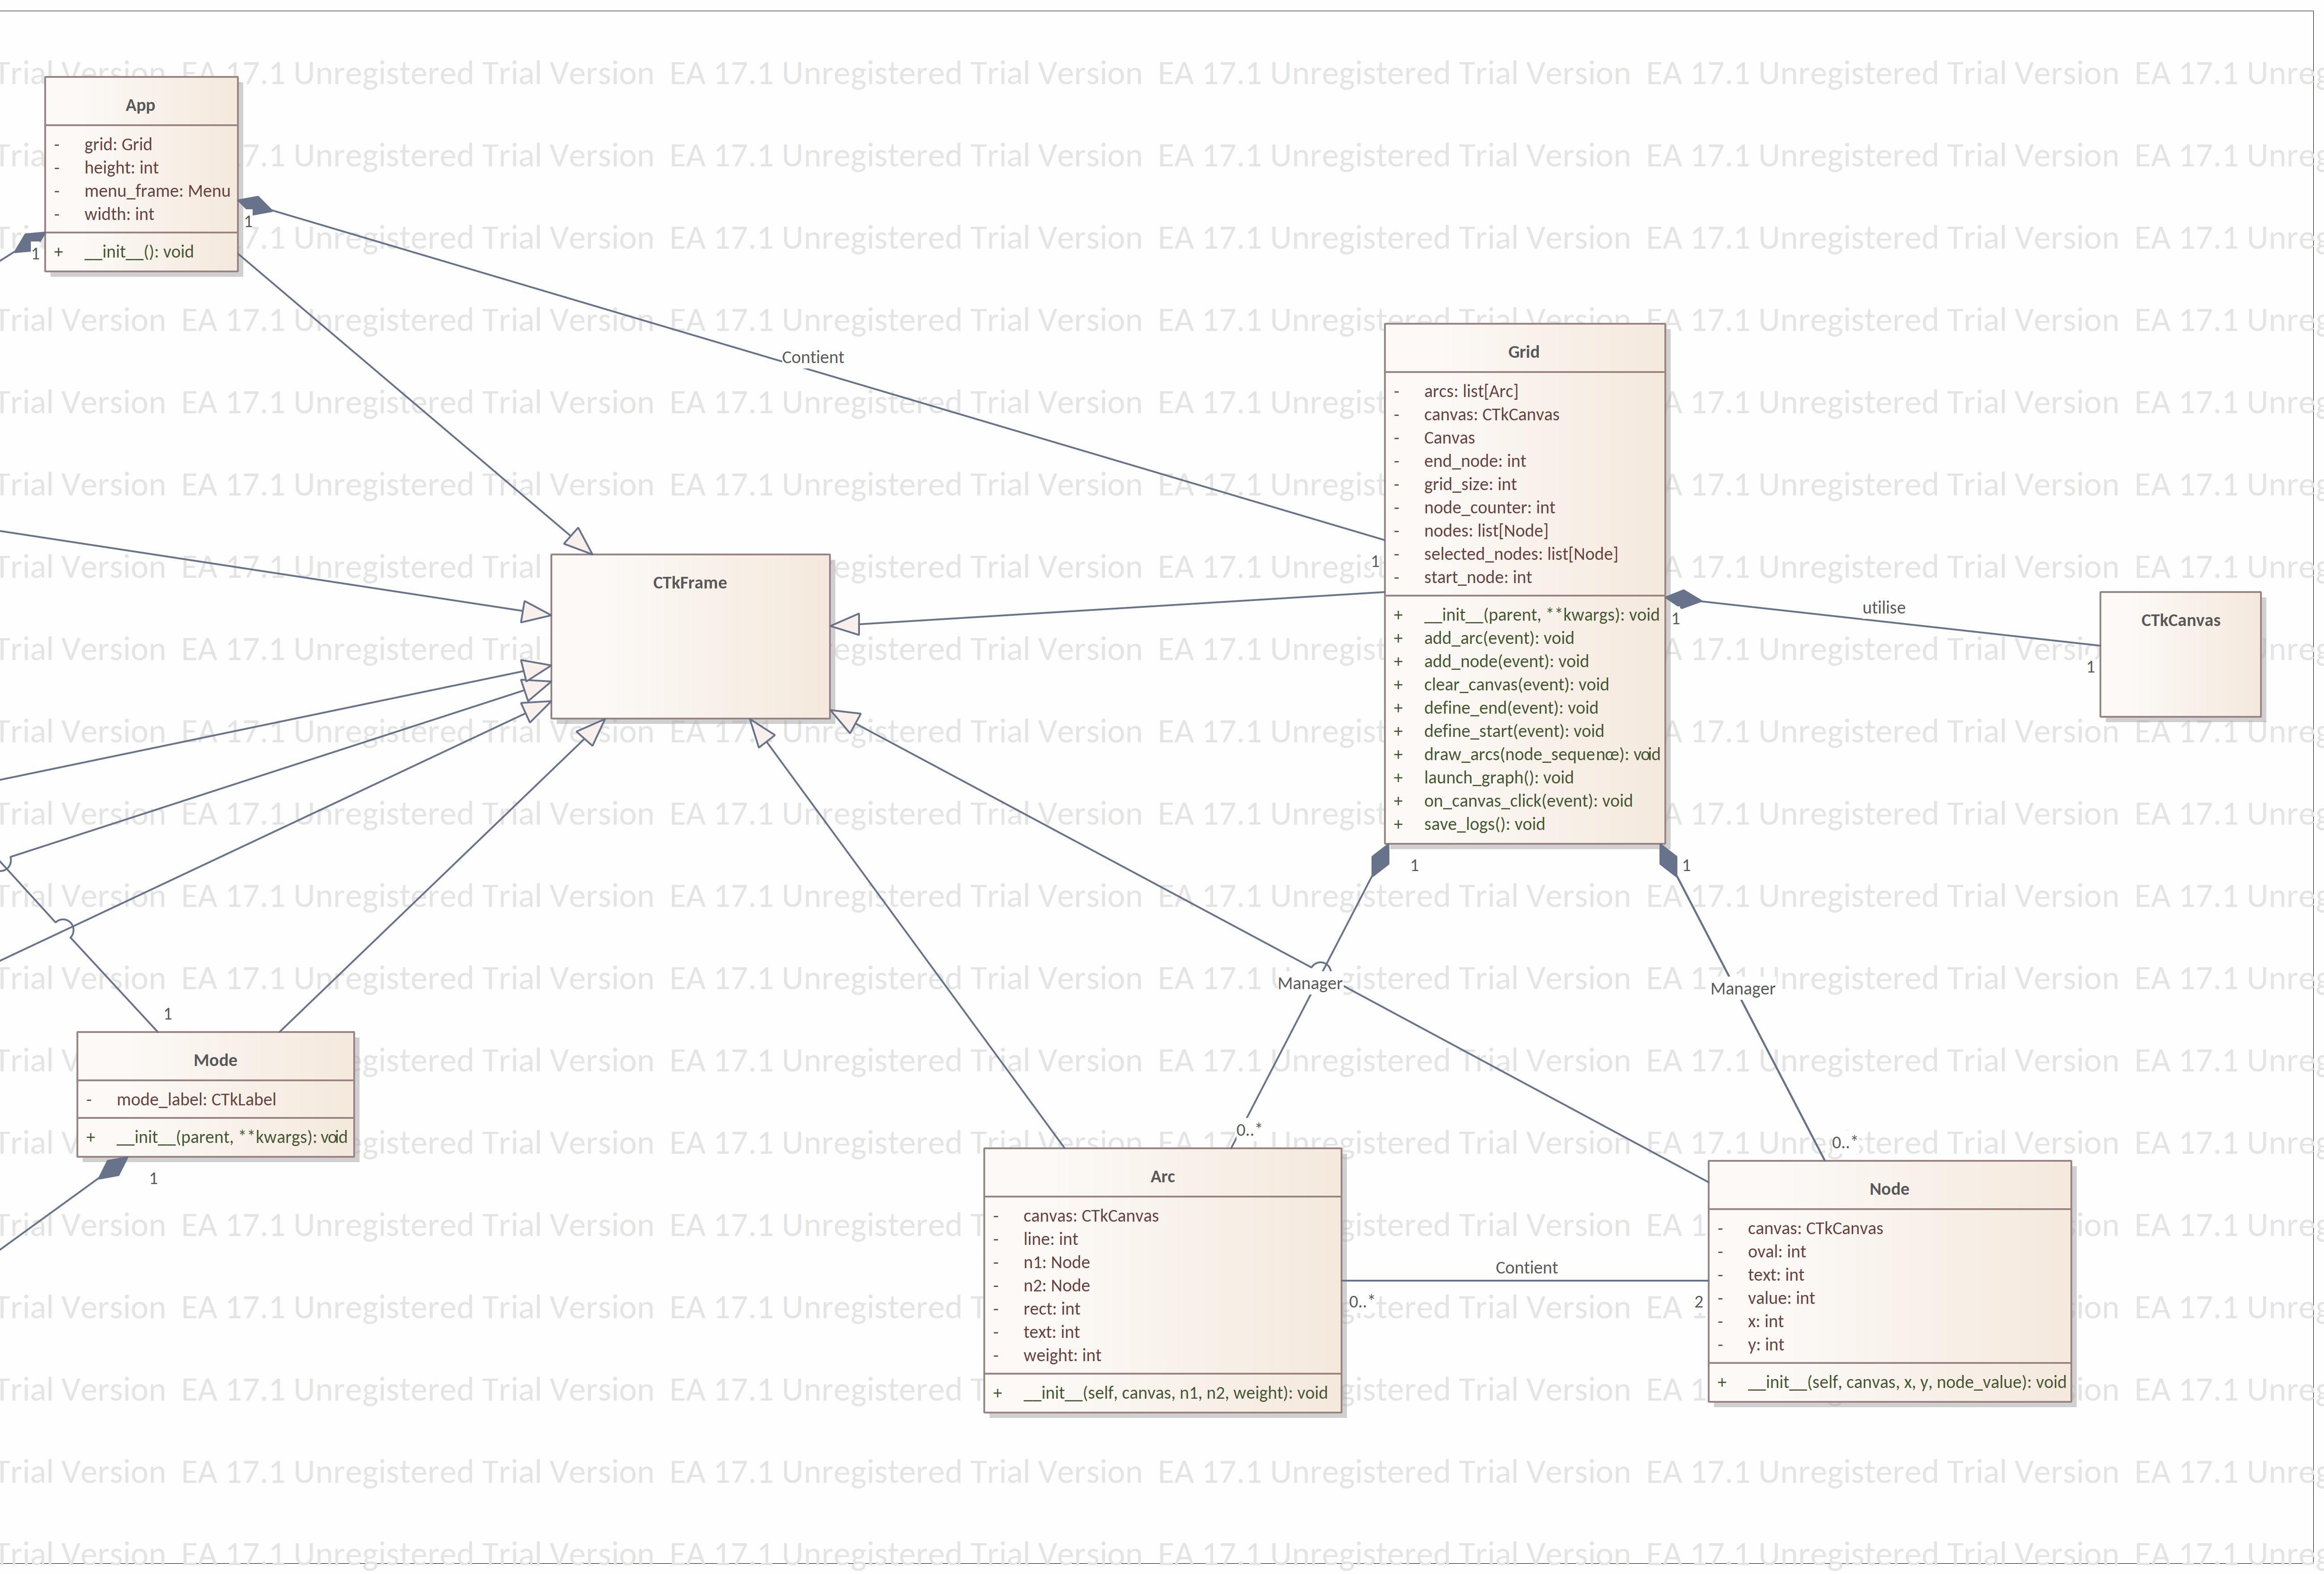 App
- grid: Grid
- height: int
- menu_frame: Menu
- width: int
+ __init__(): void
1
1
Contient
1
CTkFrame
Grid
- arcs: list[Arc]
- canvas: CTkCanvas
- Canvas
- end_node: int
- grid_size: int
- node_counter: int
- nodes: list[Node]
- selected_nodes: list[Node]
- start_node: int
+ __init__(parent, **kwargs): void
+ add_arc(event): void
+ add_node(event): void
+ clear_canvas(event): void
+ define_end(event): void
+ define_start(event): void
+ draw_arcs(node_sequence): void
+ launch_graph(): void
+ on_canvas_click(event): void
+ save_logs(): void
1
utilise
1
CTkCanvas
1
1
Manager
Manager
0..*
0..*
1
Mode
- mode_label: CTkLabel
+ __init__(parent, **kwargs): void
1
Arc
- canvas: CTkCanvas
- line: int
- n1: Node
- n2: Node
- rect: int
- text: int
- weight: int
+ __init__(self, canvas, n1, n2, weight): void
Contient
0..*
2
Node
- canvas: CTkCanvas
- oval: int
- text: int
- value: int
- x: int
- y: int
+ __init__(self, canvas, x, y, node_value): void
Trial Version EA 17.1 Unregistered Trial Version EA 17.1 Unregistered Trial Version EA 17.1 Unregistered Trial Version EA 17.1